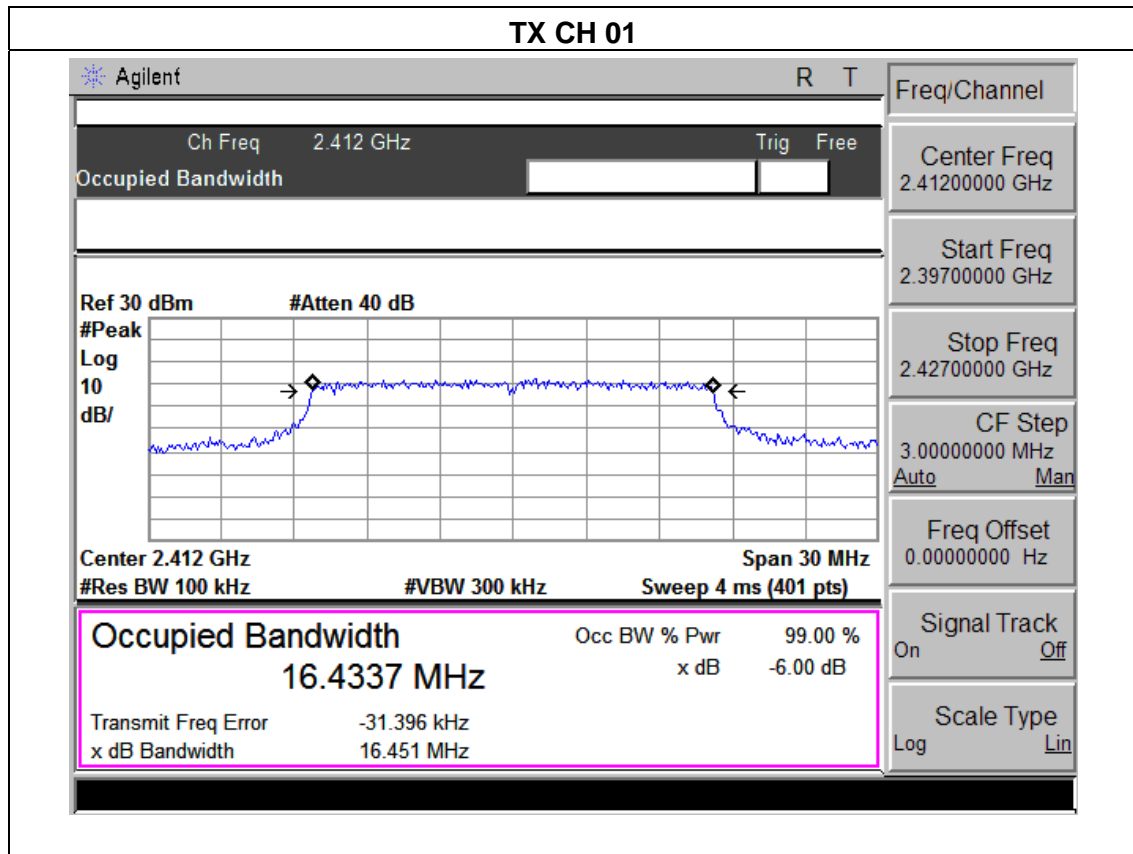 TX CH 01
Agilent R T
Ch Freq 2.412 GHz Trig Free
Occupied Bandwidth
Ref 30 dBm #Atten 40 dB
#Peak
Log
10
dB/
Center 2.412 GHz Span 30 MHz
#Res BW 100 kHz #VBW 300 kHz Sweep 4 ms (401 pts)
Occupied Bandwidth Occ BW % Pwr 99.00 %
16.4337 MHz x dB -6.00 dB
Transmit Freq Error -31.396 kHz
x dB Bandwidth 16.451 MHz
Freq/Channel
Center Freq
2.41200000 GHz
Start Freq
2.39700000 GHz
Stop Freq
2.42700000 GHz
CF Step
3.00000000 MHz
Auto Man
Freq Offset
0.00000000 Hz
Signal Track
On Off
Scale Type
Log Lin